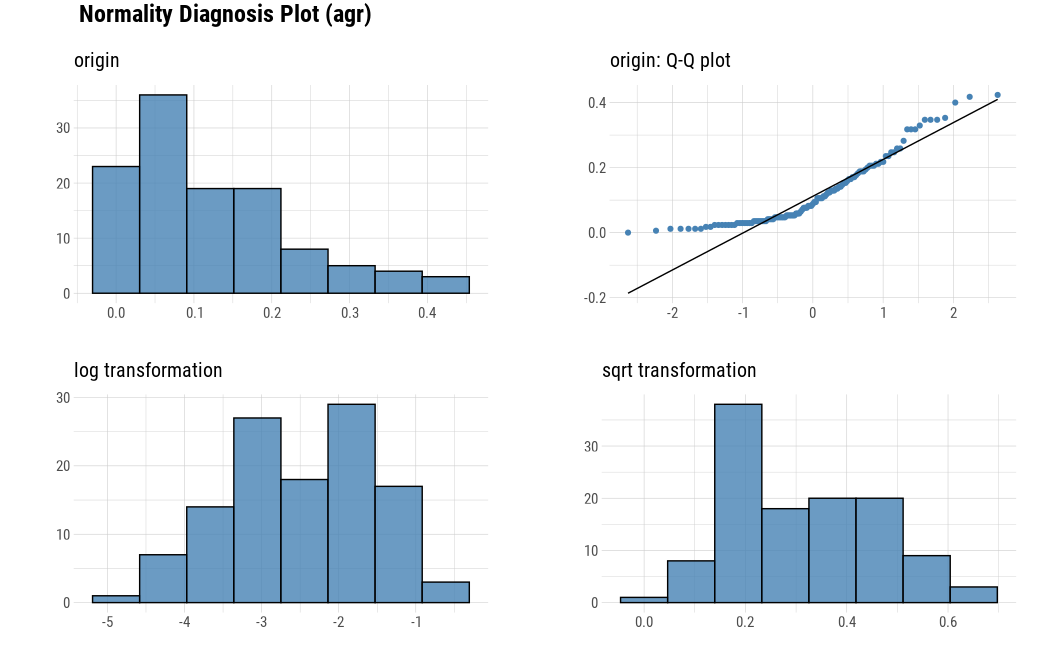 Normality Diagnosis Plot (agr)
origin
30
20
10
0
0.0 0.1 0.2 0.3 0.4
origin: Q-Q plot
0.4
0.2
0.0
-0.2
-2 -1 0 1 2
log transformation
30
20
10
0
-5 -4 -3 -2 -1
sqrt transformation
30
20
10
0
0.0 0.2 0.4 0.6